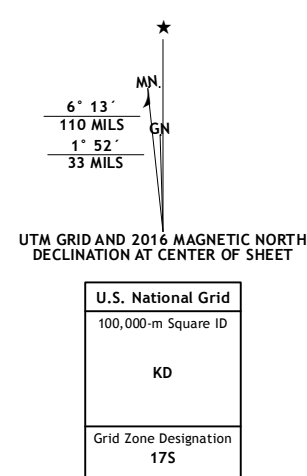 ★
MN
6° 13´
110 MILS
GN
1° 52´
33 MILS
UTM GRID AND 2016 MAGNETIC NORTH
DECLINATION AT CENTER OF SHEET
U.S. National Grid
100,000-m Square ID
KD
Grid Zone Designation
17S